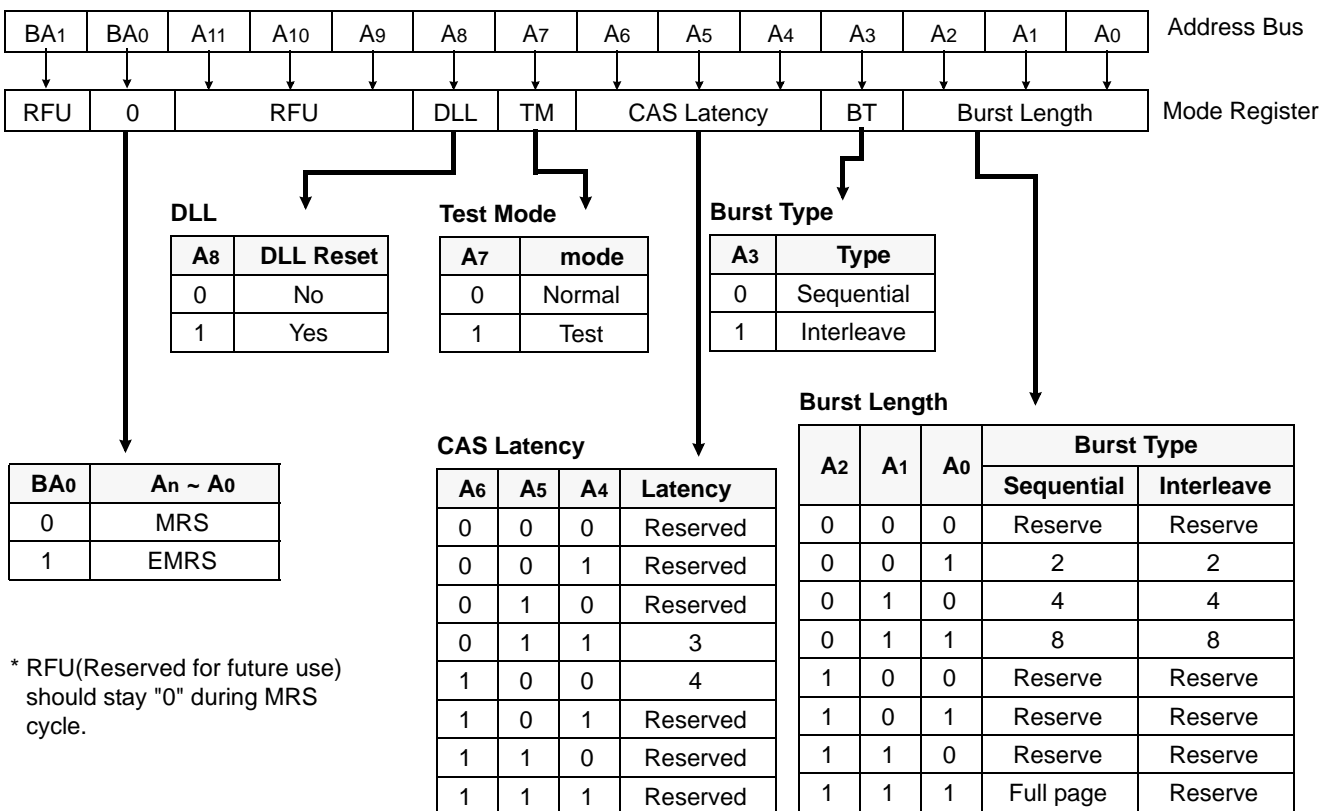 BA1 BA0 A11 A10 A9 A8 A7 A6 A5 A4 A3 A2 A1 A0 Address Bus
RFU 0 RFU DLL TM CAS Latency BT Burst Length Mode Register
DLL
A8 DLL Reset
0 No
1 Yes
Test Mode
A7 mode
0 Normal
1 Test
Burst Type
A3 Type
0 Sequential
1 Interleave
BA0 An ~ A0
0 MRS
1 EMRS
* RFU(Reserved for future use)
should stay "0" during MRS
cycle.
CAS Latency
A6 A5 A4 Latency
0 0 0 Reserved
0 0 1 Reserved
0 1 0 Reserved
0 1 1 3
1 0 0 4
1 0 1 Reserved
1 1 0 Reserved
1 1 1 Reserved
Burst Length
A2 A1 A0 Burst Type
Sequential Interleave
0 0 0 Reserve Reserve
0 0 1 2 2
0 1 0 4 4
0 1 1 8 8
1 0 0 Reserve Reserve
1 0 1 Reserve Reserve
1 1 0 Reserve Reserve
1 1 1 Full page Reserve